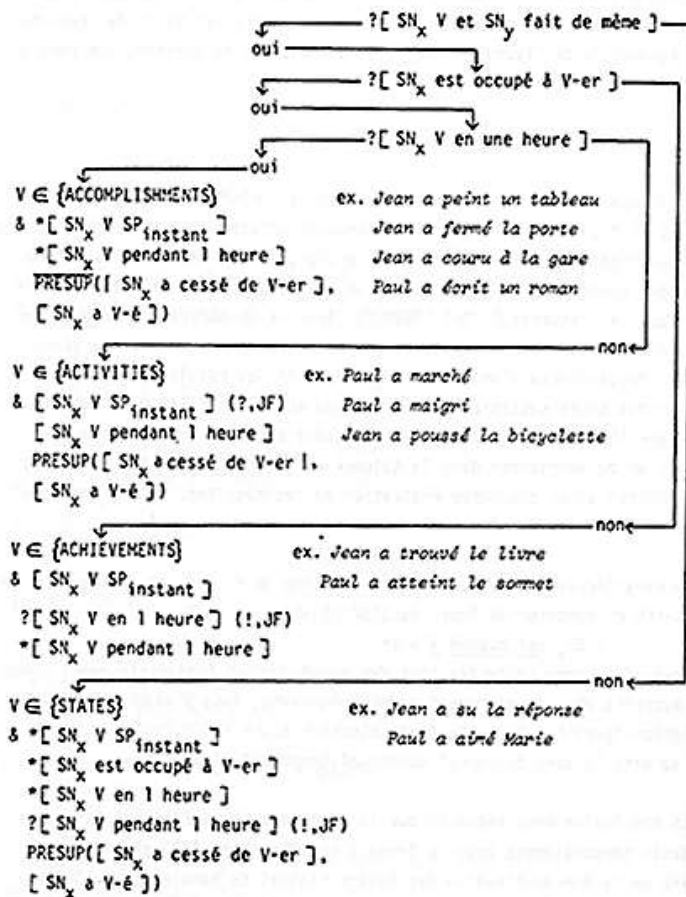 ?[ SNx V et SNy fait de même ]
oui
?[ SNx est occupé à V-er ]
oui
?[ SNx V en une heure ]
oui
V ∈ {ACCOMPLISHMENTS} ex. Jean a peint un tableau
& *[ SNx V SPinstant ] Jean a fermé la porte
*[ SNx V pendant 1 heure ] Jean a couru à la gare
PRESUP([ SNx a cessé de V-er ], Paul a écrit un roman
[ SNx a V-é ])
non
V ∈ {ACTIVITIES} ex. Paul a marché
& [ SNx V SPinstant ] (?,JF) Paul a maigri
[ SNx V pendant 1 heure ] Jean a poussé la bicyclette
PRESUP([ SNx a cessé de V-er ],
[ SNx a V-é ])
non
V ∈ {ACHIEVEMENTS} ex. Jean a trouvé le livre
& [ SNx V SPinstant ] Paul a atteint le sommet
?[ SNx V en 1 heure ] (!,JF)
*[ SNx V pendant 1 heure ]
non
V ∈ {STATES} ex. Jean a su la réponse
& *[ SNx V SPinstant ] Paul a aimé Marie
*[ SNx est occupé à V-er ]
*[ SNx V en 1 heure ]
?[ SNx V pendant 1 heure ] (!,JF)
PRESUP([ SNx a cessé de V-er ],
[ SNx a V-é ])